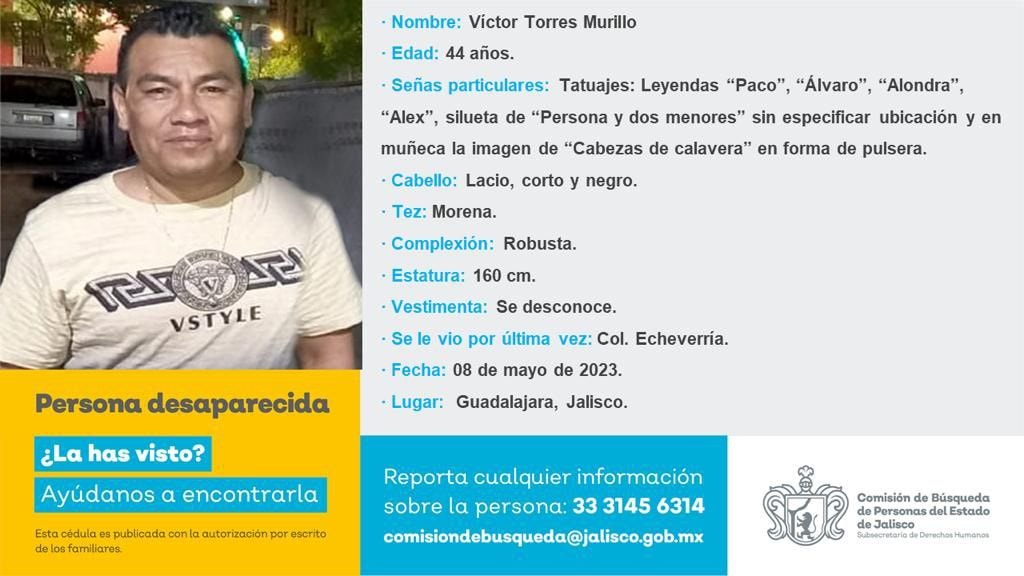 VSTYLE
Persona desaparecida
¿La has visto?
Ayúdanos a encontrarla
Esta cédula es publicada con la autorización por escrito
de los familiares.
· Nombre: Víctor Torres Murillo
· Edad: 44 años.
· Señas particulares: Tatuajes: Leyendas “Paco”, “Álvaro”, “Alondra”,
“Alex”, silueta de “Persona y dos menores” sin especificar ubicación y en
muñeca la imagen de “Cabezas de calavera” en forma de pulsera.
· Cabello: Lacio, corto y negro.
· Tez: Morena.
· Complexión: Robusta.
· Estatura: 160 cm.
· Vestimenta: Se desconoce.
· Se le vio por última vez: Col. Echeverría.
· Fecha: 08 de mayo de 2023.
· Lugar: Guadalajara, Jalisco.
Reporta cualquier información
sobre la persona: 33 3145 6314
comisiondebusqueda@jalisco.gob.mx
Comisión de Búsqueda
de Personas del Estado
de Jalisco
Subsecretaría de Derechos Humanos